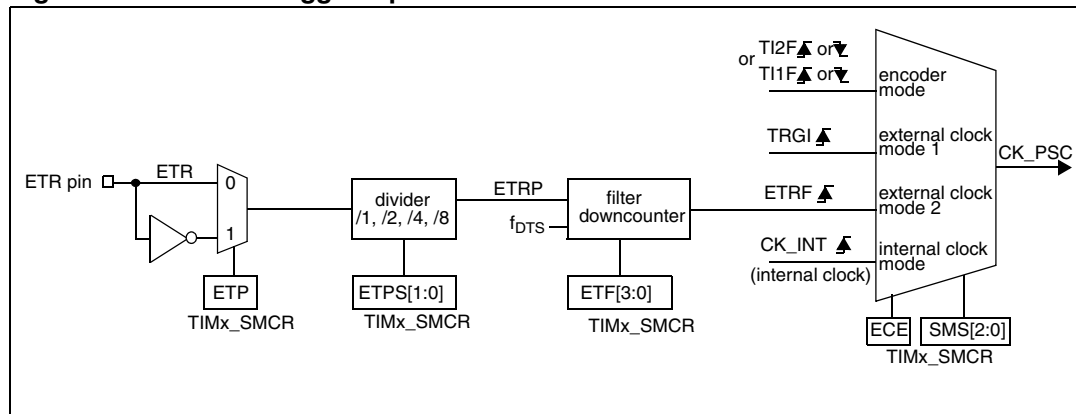 or TI2F or
TI1F or
encoder
mode
TRGI
external clock
mode 1
CK_PSC
ETR pin
ETR
0
1
divider
/1, /2, /4, /8
ETRP
fDTS
filter
downcounter
ETRF
external clock
mode 2
CK_INT
(internal clock)
internal clock
mode
ETP
TIMx_SMCR
ETPS[1:0]
TIMx_SMCR
ETF[3:0]
TIMx_SMCR
ECE
SMS[2:0]
TIMx_SMCR